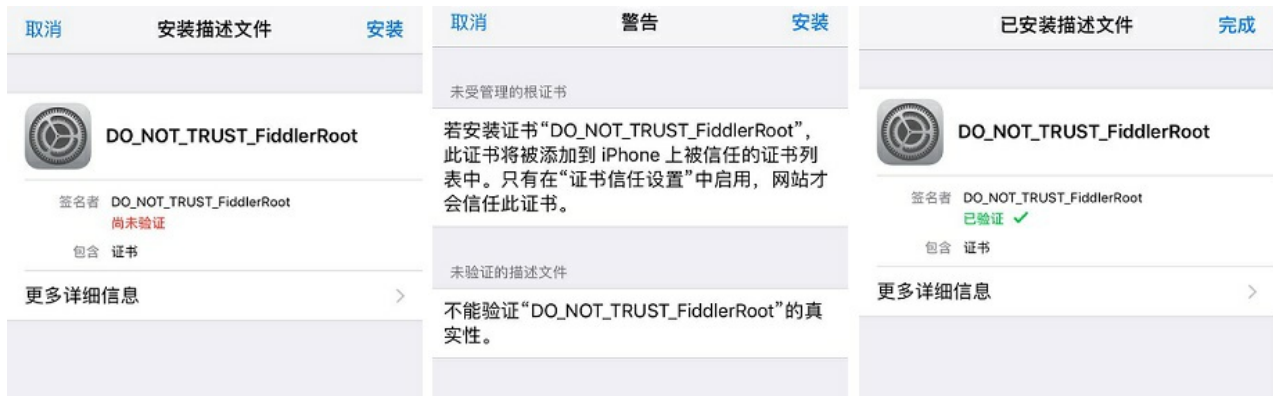 取消 安装描述文件 安装
DO_NOT_TRUST_FiddlerRoot
签名者 DO_NOT_TRUST_FiddlerRoot
尚未验证
包含 证书
更多详细信息
取消 警告 安装
未受管理的根证书
若安装证书“DO_NOT_TRUST_FiddlerRoot”，
此证书将被添加到 iPhone 上被信任的证书列
表中。只有在“证书信任设置”中启用，网站才
会信任此证书。
未验证的描述文件
不能验证“DO_NOT_TRUST_FiddlerRoot”的真
实性。
已安装描述文件 完成
DO_NOT_TRUST_FiddlerRoot
签名者 DO_NOT_TRUST_FiddlerRoot
已验证
包含 证书
更多详细信息